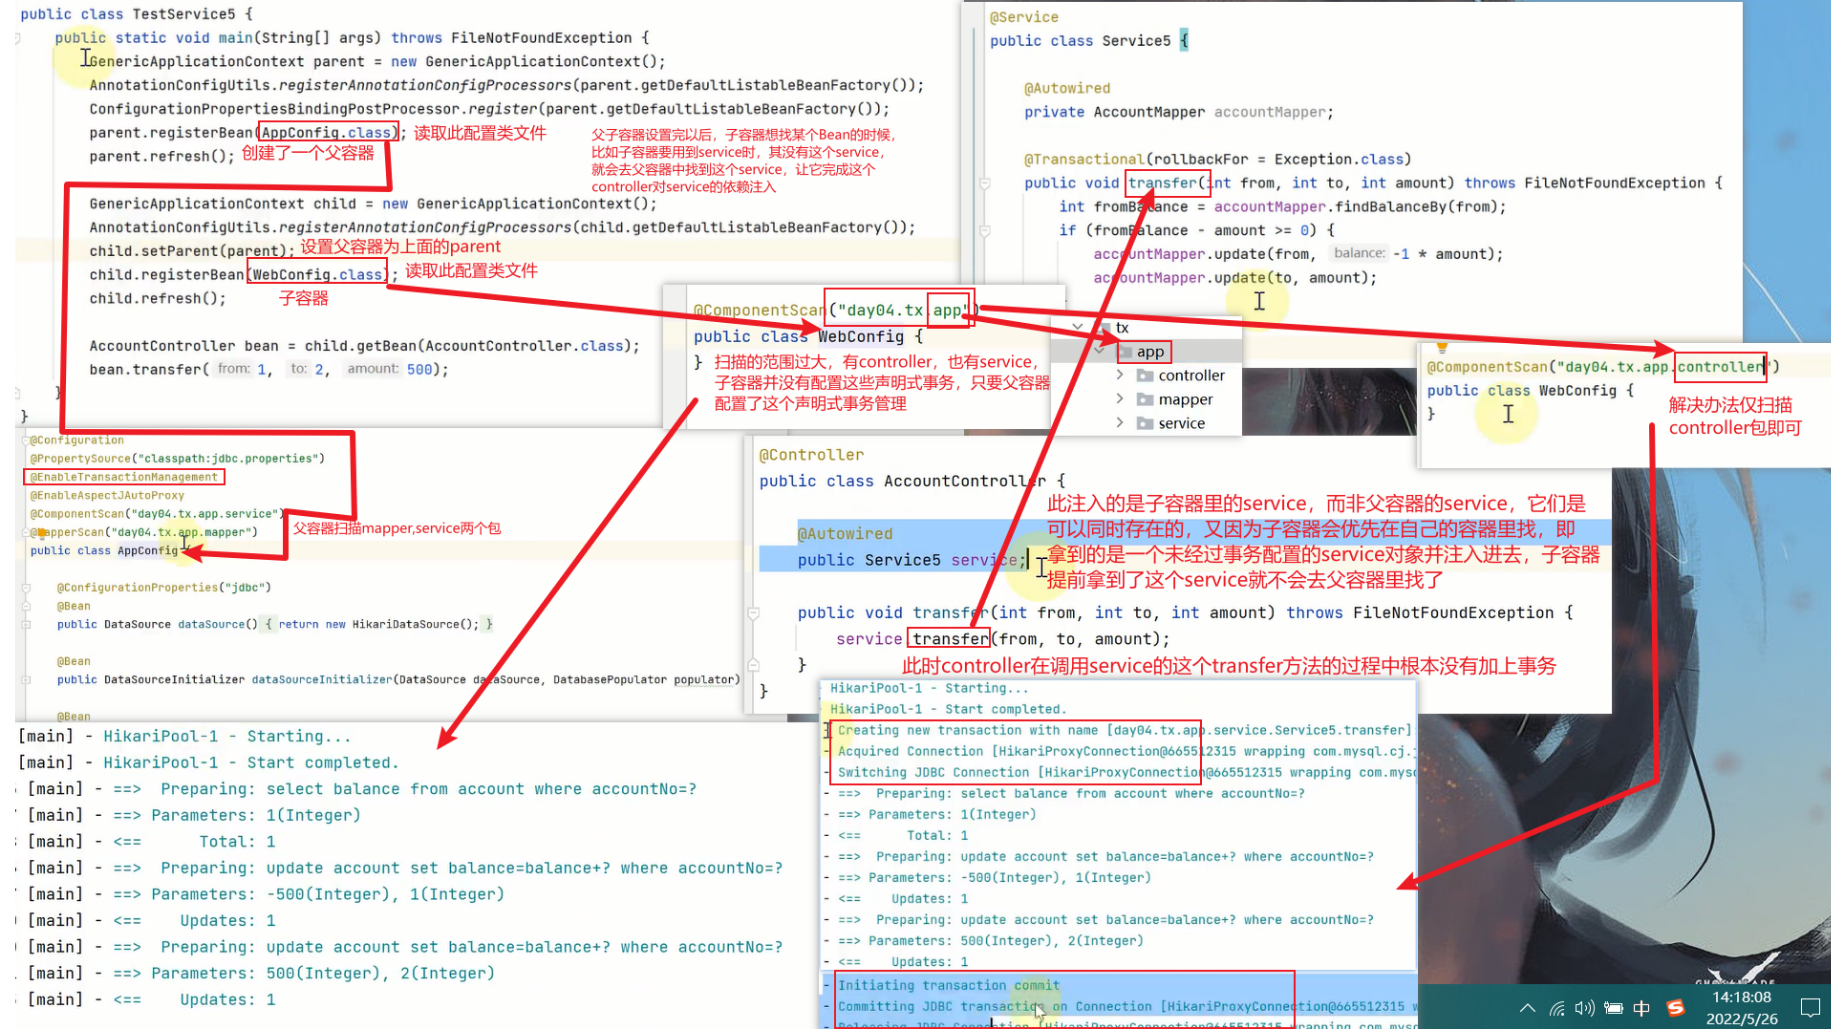 public class TestService5 {
public static void main(String[] args) throws FileNotFoundException {
GenericApplicationContext parent = new GenericApplicationContext();
AnnotationConfigUtils.registerAnnotationConfigProcessors(parent.getDefaultListableBeanFactory());
ConfigurationPropertiesBindingPostProcessor.register(parent.getDefaultListableBeanFactory());
parent.registerBean(AppConfig.class); 读取此配置类文件
parent.refresh(); 创建了一个父容器
父子容器设置完以后，子容器想找某个Bean的时候，
比如子容器要用到service时，其没有这个service，
就会去父容器中找到这个service，让它完成这个
controller对service的依赖注入
GenericApplicationContext child = new GenericApplicationContext();
AnnotationConfigUtils.registerAnnotationConfigProcessors(child.getDefaultListableBeanFactory());
child.setParent(parent); 设置父容器为上面的parent
child.registerBean(WebConfig.class); 读取此配置类文件
child.refresh();
子容器
AccountController bean = child.getBean(AccountController.class);
bean.transfer( from: 1, to: 2, amount: 500);
}
}
@Service
public class Service5 {
@Autowired
private AccountMapper accountMapper;
@Transactional(rollbackFor = Exception.class)
public void transfer(int from, int to, int amount) throws FileNotFoundException {
int fromBalance = accountMapper.findBalanceBy(from);
if (fromBalance - amount >= 0) {
accountMapper.update(from, balance: -1 * amount);
accountMapper.update(to, amount);
@ComponentScan("day04.tx.app")
public class WebConfig {
}
扫描的范围过大，有controller，也有service，
子容器并没有配置这些声明式事务，只要父容器
配置了这个声明式事务管理
tx
app
controller
mapper
service
@ComponentScan("day04.tx.app.controller")
public class WebConfig {
}
解决办法仅扫描
controller包即可
@Configuration
@PropertySource("classpath:jdbc.properties")
@EnableTransactionManagement
@EnableAspectJAutoProxy
@ComponentScan("day04.tx.app.service")
@MapperScan("day04.tx.app.mapper")
public class AppConfig {
父容器扫描mapper,service两个包
@ConfigurationProperties("jdbc")
@Bean
public DataSource dataSource() { return new HikariDataSource(); }
@Bean
public DataSourceInitializer dataSourceInitializer(DataSource dataSource, DatabasePopulator populator)
@Bean
@Controller
public class AccountController {
@Autowired
public Service5 service;
此注入的是子容器里的service，而非父容器的service，它们是
可以同时存在的，又因为子容器会优先在自己的容器里找，即
拿到的是一个未经过事务配置的service对象并注入进去，子容器
提前拿到了这个service就不会去父容器里找了
public void transfer(int from, int to, int amount) throws FileNotFoundException {
service.transfer(from, to, amount);
}
此时controller在调用service的这个transfer方法的过程中根本没有加上事务
}
[main] - HikariPool-1 - Starting...
[main] - HikariPool-1 - Start completed.
[main] - ==>  Preparing: select balance from account where accountNo=?
[main] - ==> Parameters: 1(Integer)
[main] - <==      Total: 1
[main] - ==>  Preparing: update account set balance=balance+? where accountNo=?
[main] - ==> Parameters: -500(Integer), 1(Integer)
[main] - <==    Updates: 1
[main] - ==>  Preparing: update account set balance=balance+? where accountNo=?
[main] - ==> Parameters: 500(Integer), 2(Integer)
[main] - <==    Updates: 1
HikariPool-1 - Starting...
HikariPool-1 - Start completed.
Creating new transaction with name [day04.tx.app.service.Service5.transfer]
- Acquired Connection [HikariProxyConnection@665512315 wrapping com.mysql.cj.
- Switching JDBC Connection [HikariProxyConnection@665512315 wrapping com.mys
- ==>  Preparing: select balance from account where accountNo=?
- ==> Parameters: 1(Integer)
- <==      Total: 1
- ==>  Preparing: update account set balance=balance+? where accountNo=?
- ==> Parameters: -500(Integer), 1(Integer)
- <==    Updates: 1
- ==>  Preparing: update account set balance=balance+? where accountNo=?
- ==> Parameters: 500(Integer), 2(Integer)
- <==    Updates: 1
- Initiating transaction commit
- Committing JDBC transaction on Connection [HikariProxyConnection@665512315 w
- Releasing JDBC Connection [HikariProxyConnection@665512315 wrapping com.mys
中
14:18:08
2022/5/26